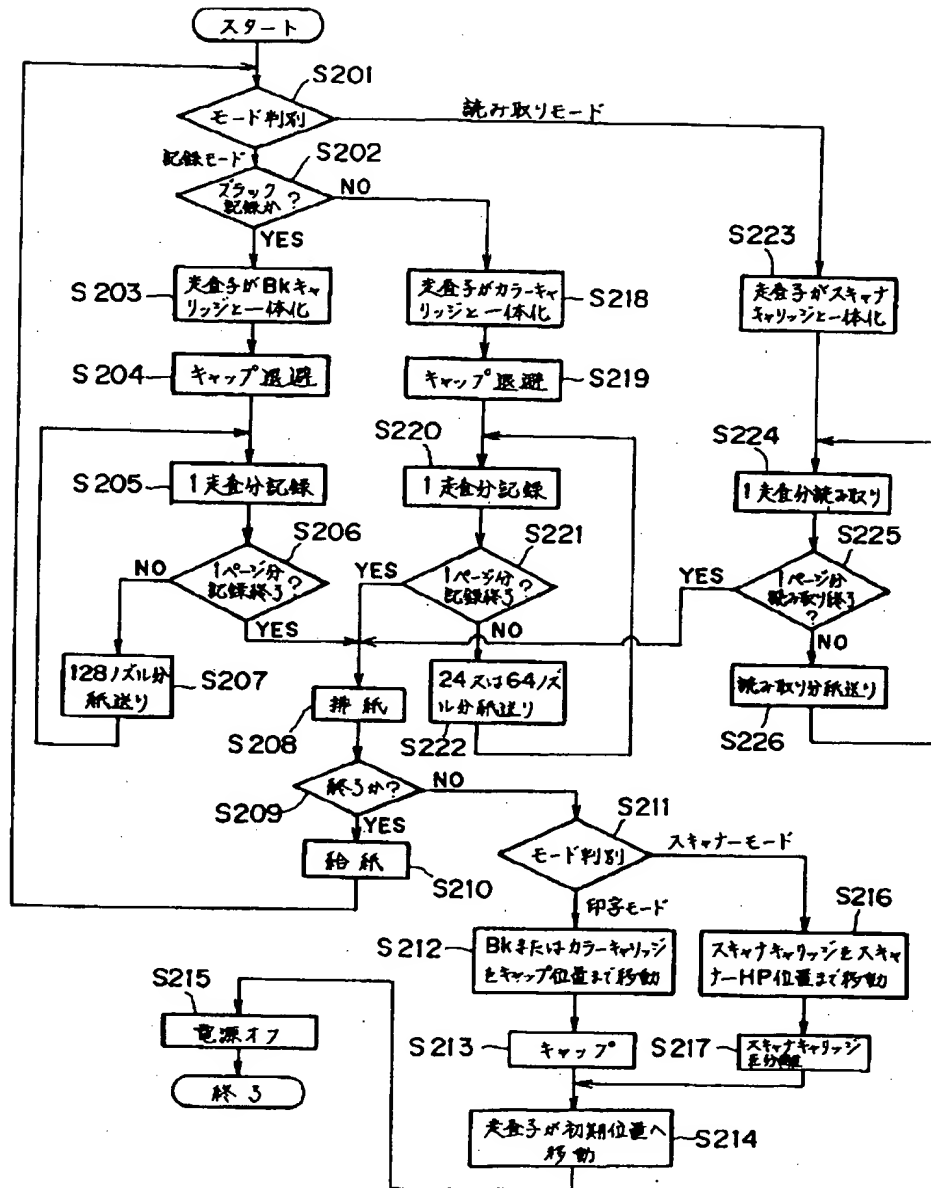 スタート
S201
モード判別
読み取りモード
記録モード
S202
ブラック
記録か?
NO
YES
S223
S203
走査子がBkキャ
リッジと一体化
走査子がカラーキャ
リッジと一体化
S218
走査子がスキャナ
キャリッジと一体化
S204
キャップ退避
キャップ退避
S219
S220
S224
S205
1走査分記録
1走査分記録
1走査分読み取り
S206
S221
S225
NO
1ページ分
記録終了?
YES
YES
1ページ分
記録終了?
NO
YES
1ページ分
読み取り終了
?
NO
128ノズル分
紙送り
S207
排紙
S208
24又は64ノズ
ル分紙送り
S222
読み取り分紙送り
S226
終了か?
NO
S209
YES
S211
モード判別
スキャナーモード
給紙
S210
印字モード
S216
S212
Bkまたはカラーキャリッジ
をキャップ位置まで移動
スキャナキャリッジをスキャ
ナーHP位置まで移動
S215
電源オフ
S213
キャップ
S217
スキャナキャリッジ
を分離
終了
走査子が初期位置へ
移動
S214